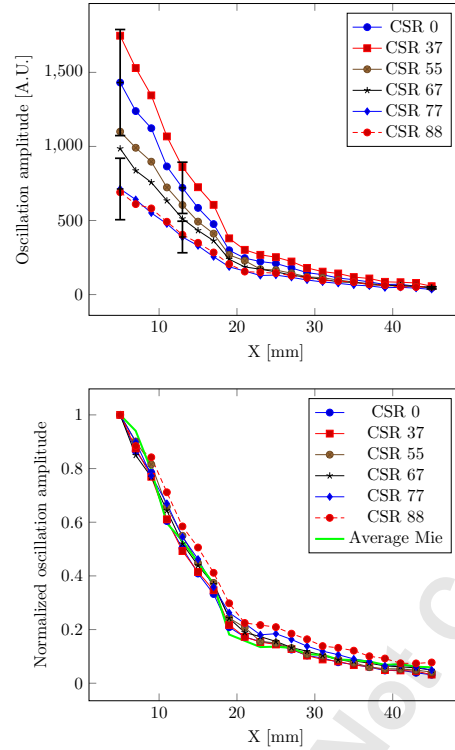 Oscillation amplitude [A.U.]
1,500
1,000
500
0
10
20
30
40
X [mm]
CSR 0
CSR 37
CSR 55
CSR 67
CSR 77
CSR 88
Normalized oscillation amplitude
1
0.8
0.6
0.4
0.2
0
10
20
30
40
X [mm]
CSR 0
CSR 37
CSR 55
CSR 67
CSR 77
CSR 88
Average Mie
Not